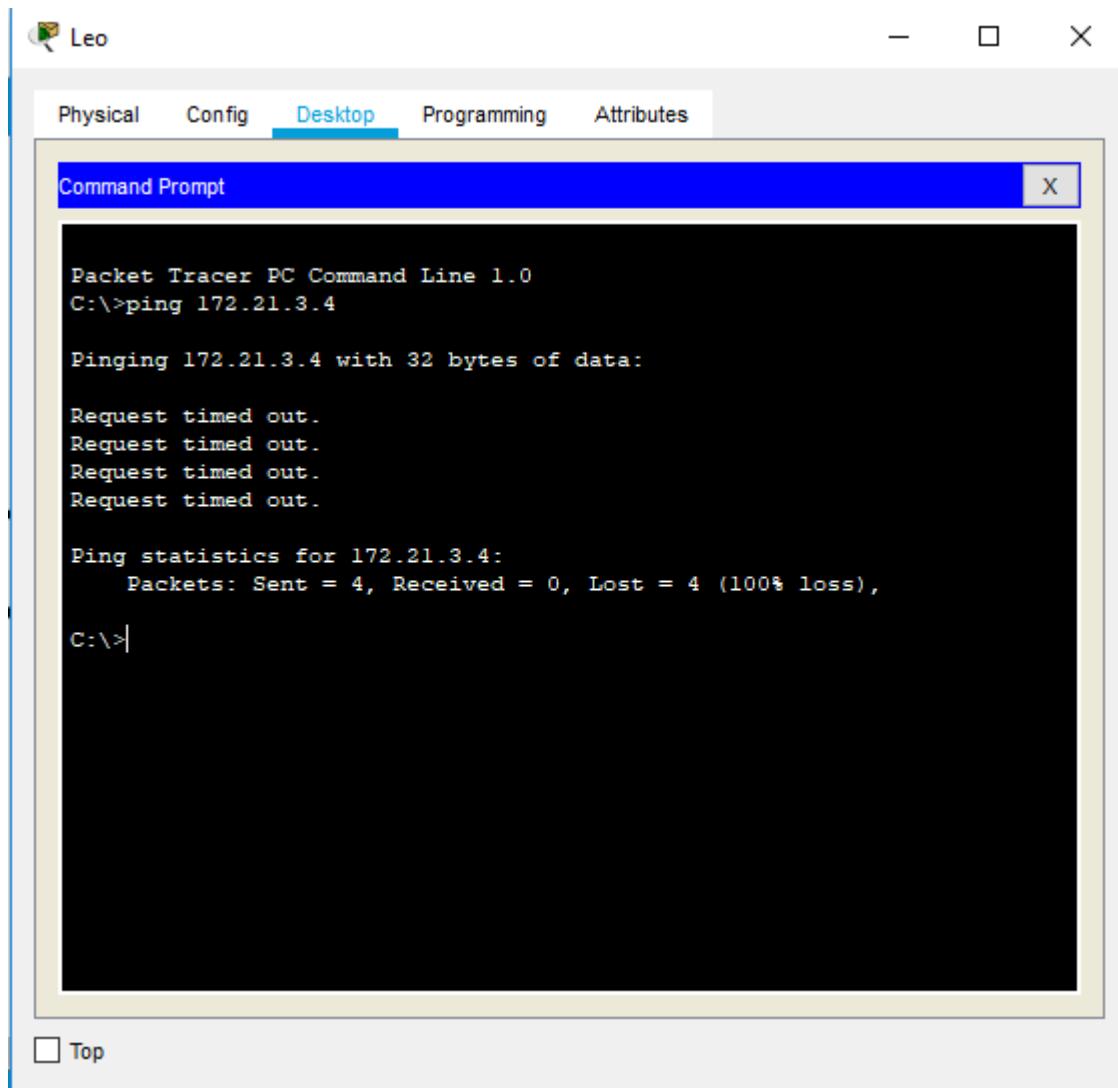 Leo
Physical Config Desktop Programming Attributes
Command Prompt X
Packet Tracer PC Command Line 1.0
C:\>ping 172.21.3.4
Pinging 172.21.3.4 with 32 bytes of data:
Request timed out.
Request timed out.
Request timed out.
Request timed out.
Ping statistics for 172.21.3.4:
Packets: Sent = 4, Received = 0, Lost = 4 (100% loss),
C:\>
Top